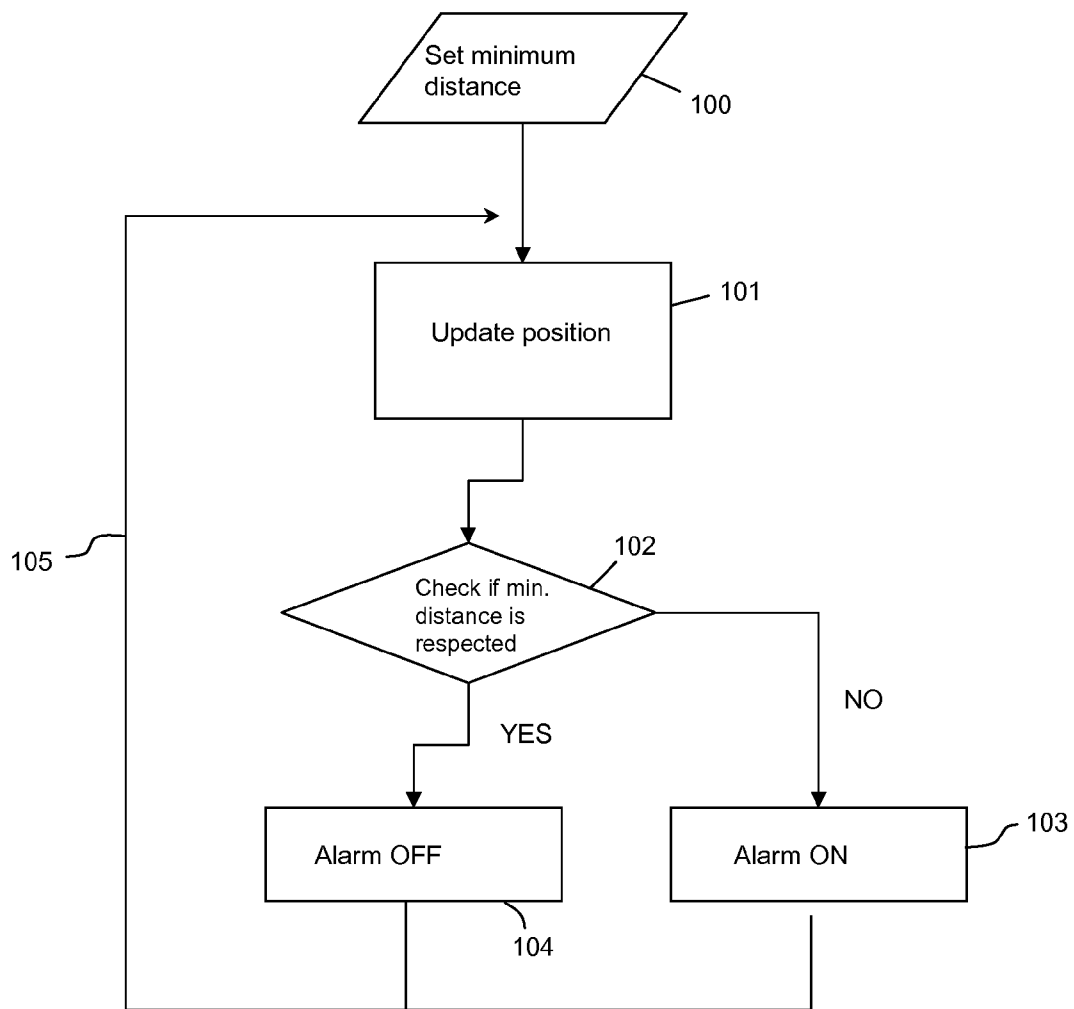 Set minimum
distance
100
101
Update position
102
105
Check if min.
distance is
respected
NO
YES
103
Alarm OFF
Alarm ON
104